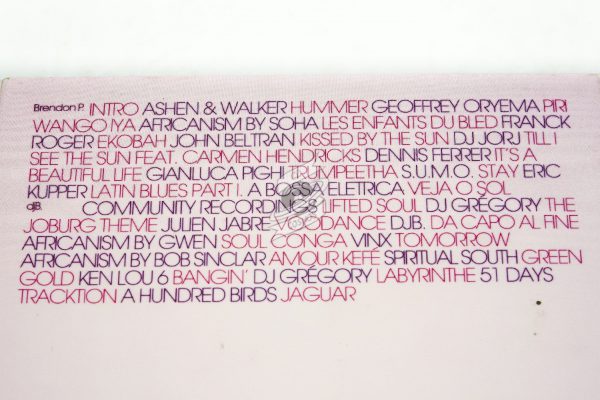 Brendon P. INTRO ASHEN & WALKER HUMMER GEOFFREY ORYEMA PIRI
WANGO IYA AFRICANISM BY SOHA LES ENFANTS DU BLED FRANCK
ROGER EKOBAH JOHN BELTRAN KISSED BY THE SUN DJ JORJ TILL I
SEE THE SUN FEAT. CARMEN HENDRICKS DENNIS FERRER IT'S A
BEAUTIFUL LIFE GIANLUCA PIGHI TRUMPEETHA S.U.M.O. STAY ERIC
KUPPER LATIN BLUES PART I. A BOSSA ELETRICA VEJA O SOL
djB. COMMUNITY RECORDINGS LIFTED SOUL DJ GRÉGORY THE
JOBURG THEME JULIEN JABRE VOODANCE DJB. DA CAPO AL FINE
AFRICANISM BY GWEN SOUL CONGA VINX TOMORROW
AFRICANISM BY BOB SINCLAR AMOUR KEFÉ SPIRITUAL SOUTH GREEN
GOLD KEN LOU 6 BANGIN' DJ GRÉGORY LABYRINTHE 51 DAYS
TRACKTION A HUNDRED BIRDS JAGUAR